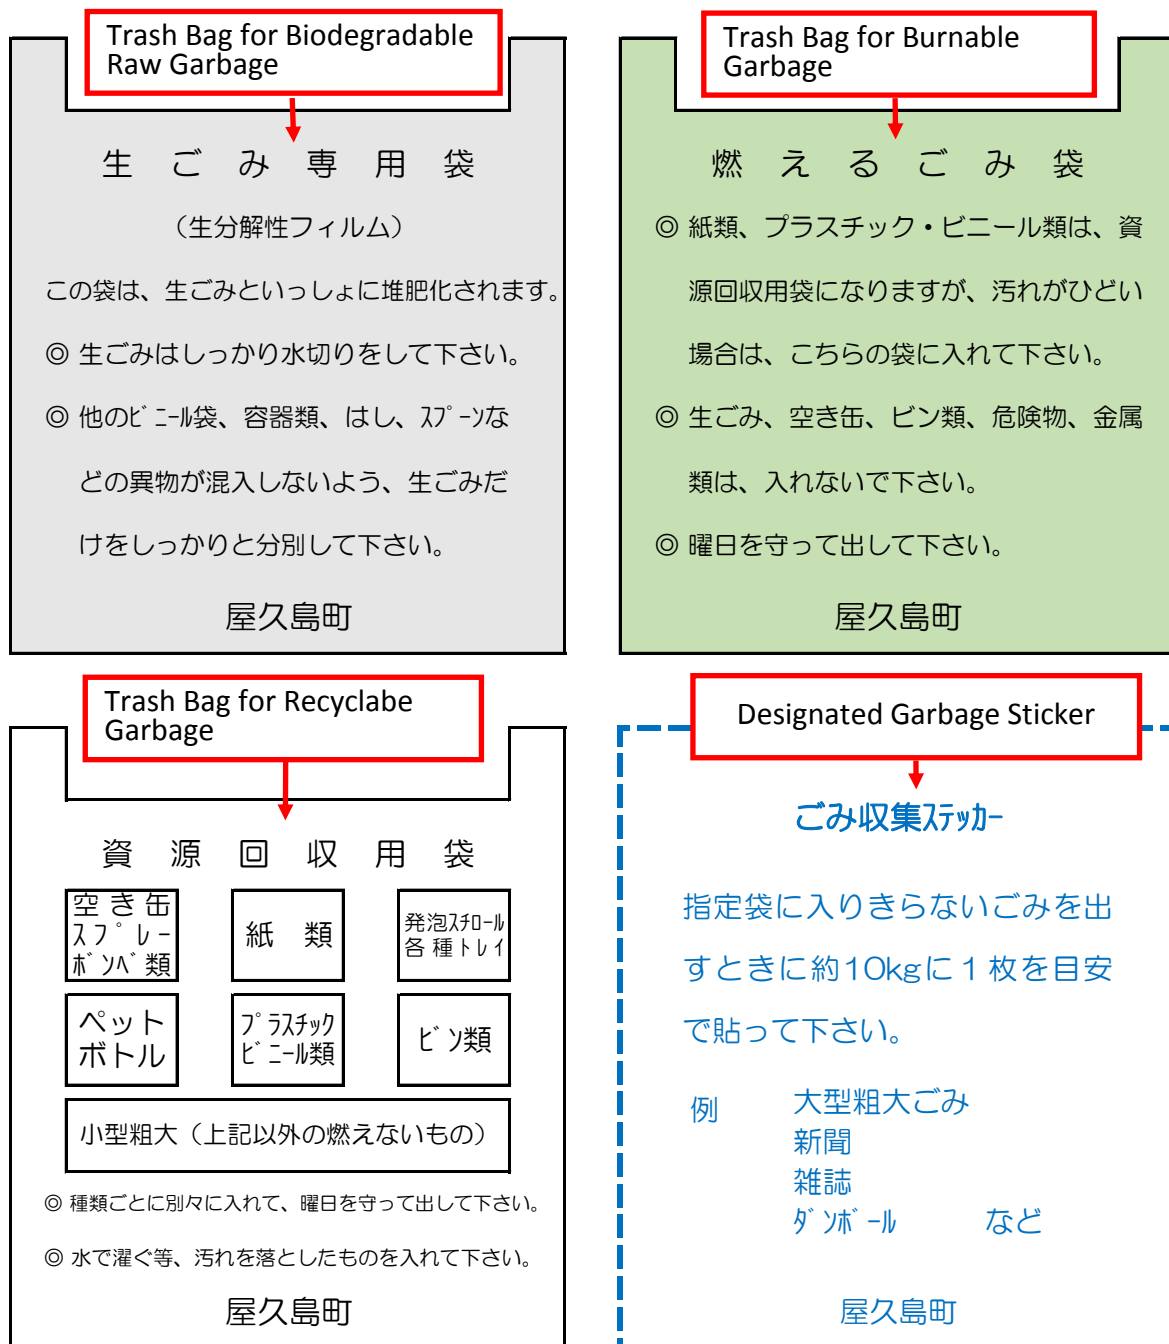 Trash Bag for Biodegradable
Raw Garbage
生ごみ専用袋
（生分解性フィルム）
この袋は、生ごみといっしょに堆肥化されます。
◎ 生ごみはしっかり水切りをして下さい。
◎ 他のﾋﾞﾆｰﾙ袋、容器類、はし、ｽﾌﾟｰﾝな
どの異物が混入しないよう、生ごみだ
けをしっかりと分別して下さい。
屋久島町
Trash Bag for Burnable
Garbage
燃えるごみ袋
◎ 紙類、プラスチック・ビニール類は、資
源回収用袋になりますが、汚れがひどい
場合は、こちらの袋に入れて下さい。
◎ 生ごみ、空き缶、ビン類、危険物、金属
類は、入れないで下さい。
◎ 曜日を守って出して下さい。
屋久島町
Trash Bag for Recyclabe
Garbage
資源回収用袋
空き缶
スプレー
ﾎﾞﾝﾍﾞ類
紙類
発泡ｽﾁﾛｰﾙ
各種トレイ
ペット
ボトル
ﾌﾟﾗｽﾁｯｸ
ﾋﾞﾆｰﾙ類
ビン類
小型粗大（上記以外の燃えないもの）
◎ 種類ごとに別々に入れて、曜日を守って出して下さい。
◎ 水で濯ぐ等、汚れを落としたものを入れて下さい。
屋久島町
Designated Garbage Sticker
ごみ収集ｽﾃｯｶｰ
指定袋に入りきらないごみを出
すときに約10kgに１枚を目安
で貼って下さい。
例 大型粗大ごみ
新聞
雑誌
ﾀﾞﾝﾎﾞｰﾙ など
屋久島町